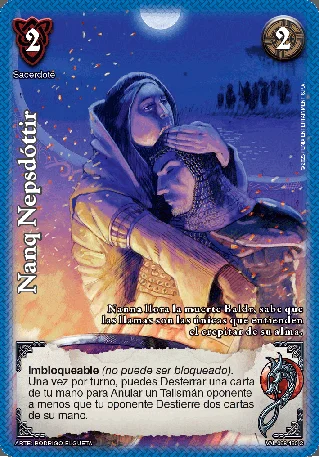 2
2
Sacerdote
Nanq Nepsdóttir
Nanna llora la muerte Baldr, sabe que
las llamas son las únicas que entienden
el crepitar de su alma.
Imbloqueable (no puede ser bloqueado).
Una vez por turno, puedes Desterrar una carta
de tu mano para Anular un Talismán oponente
a menos que tu oponente Destierre dos cartas
de su mano.
ARTE: RODRIGO ELGUETA